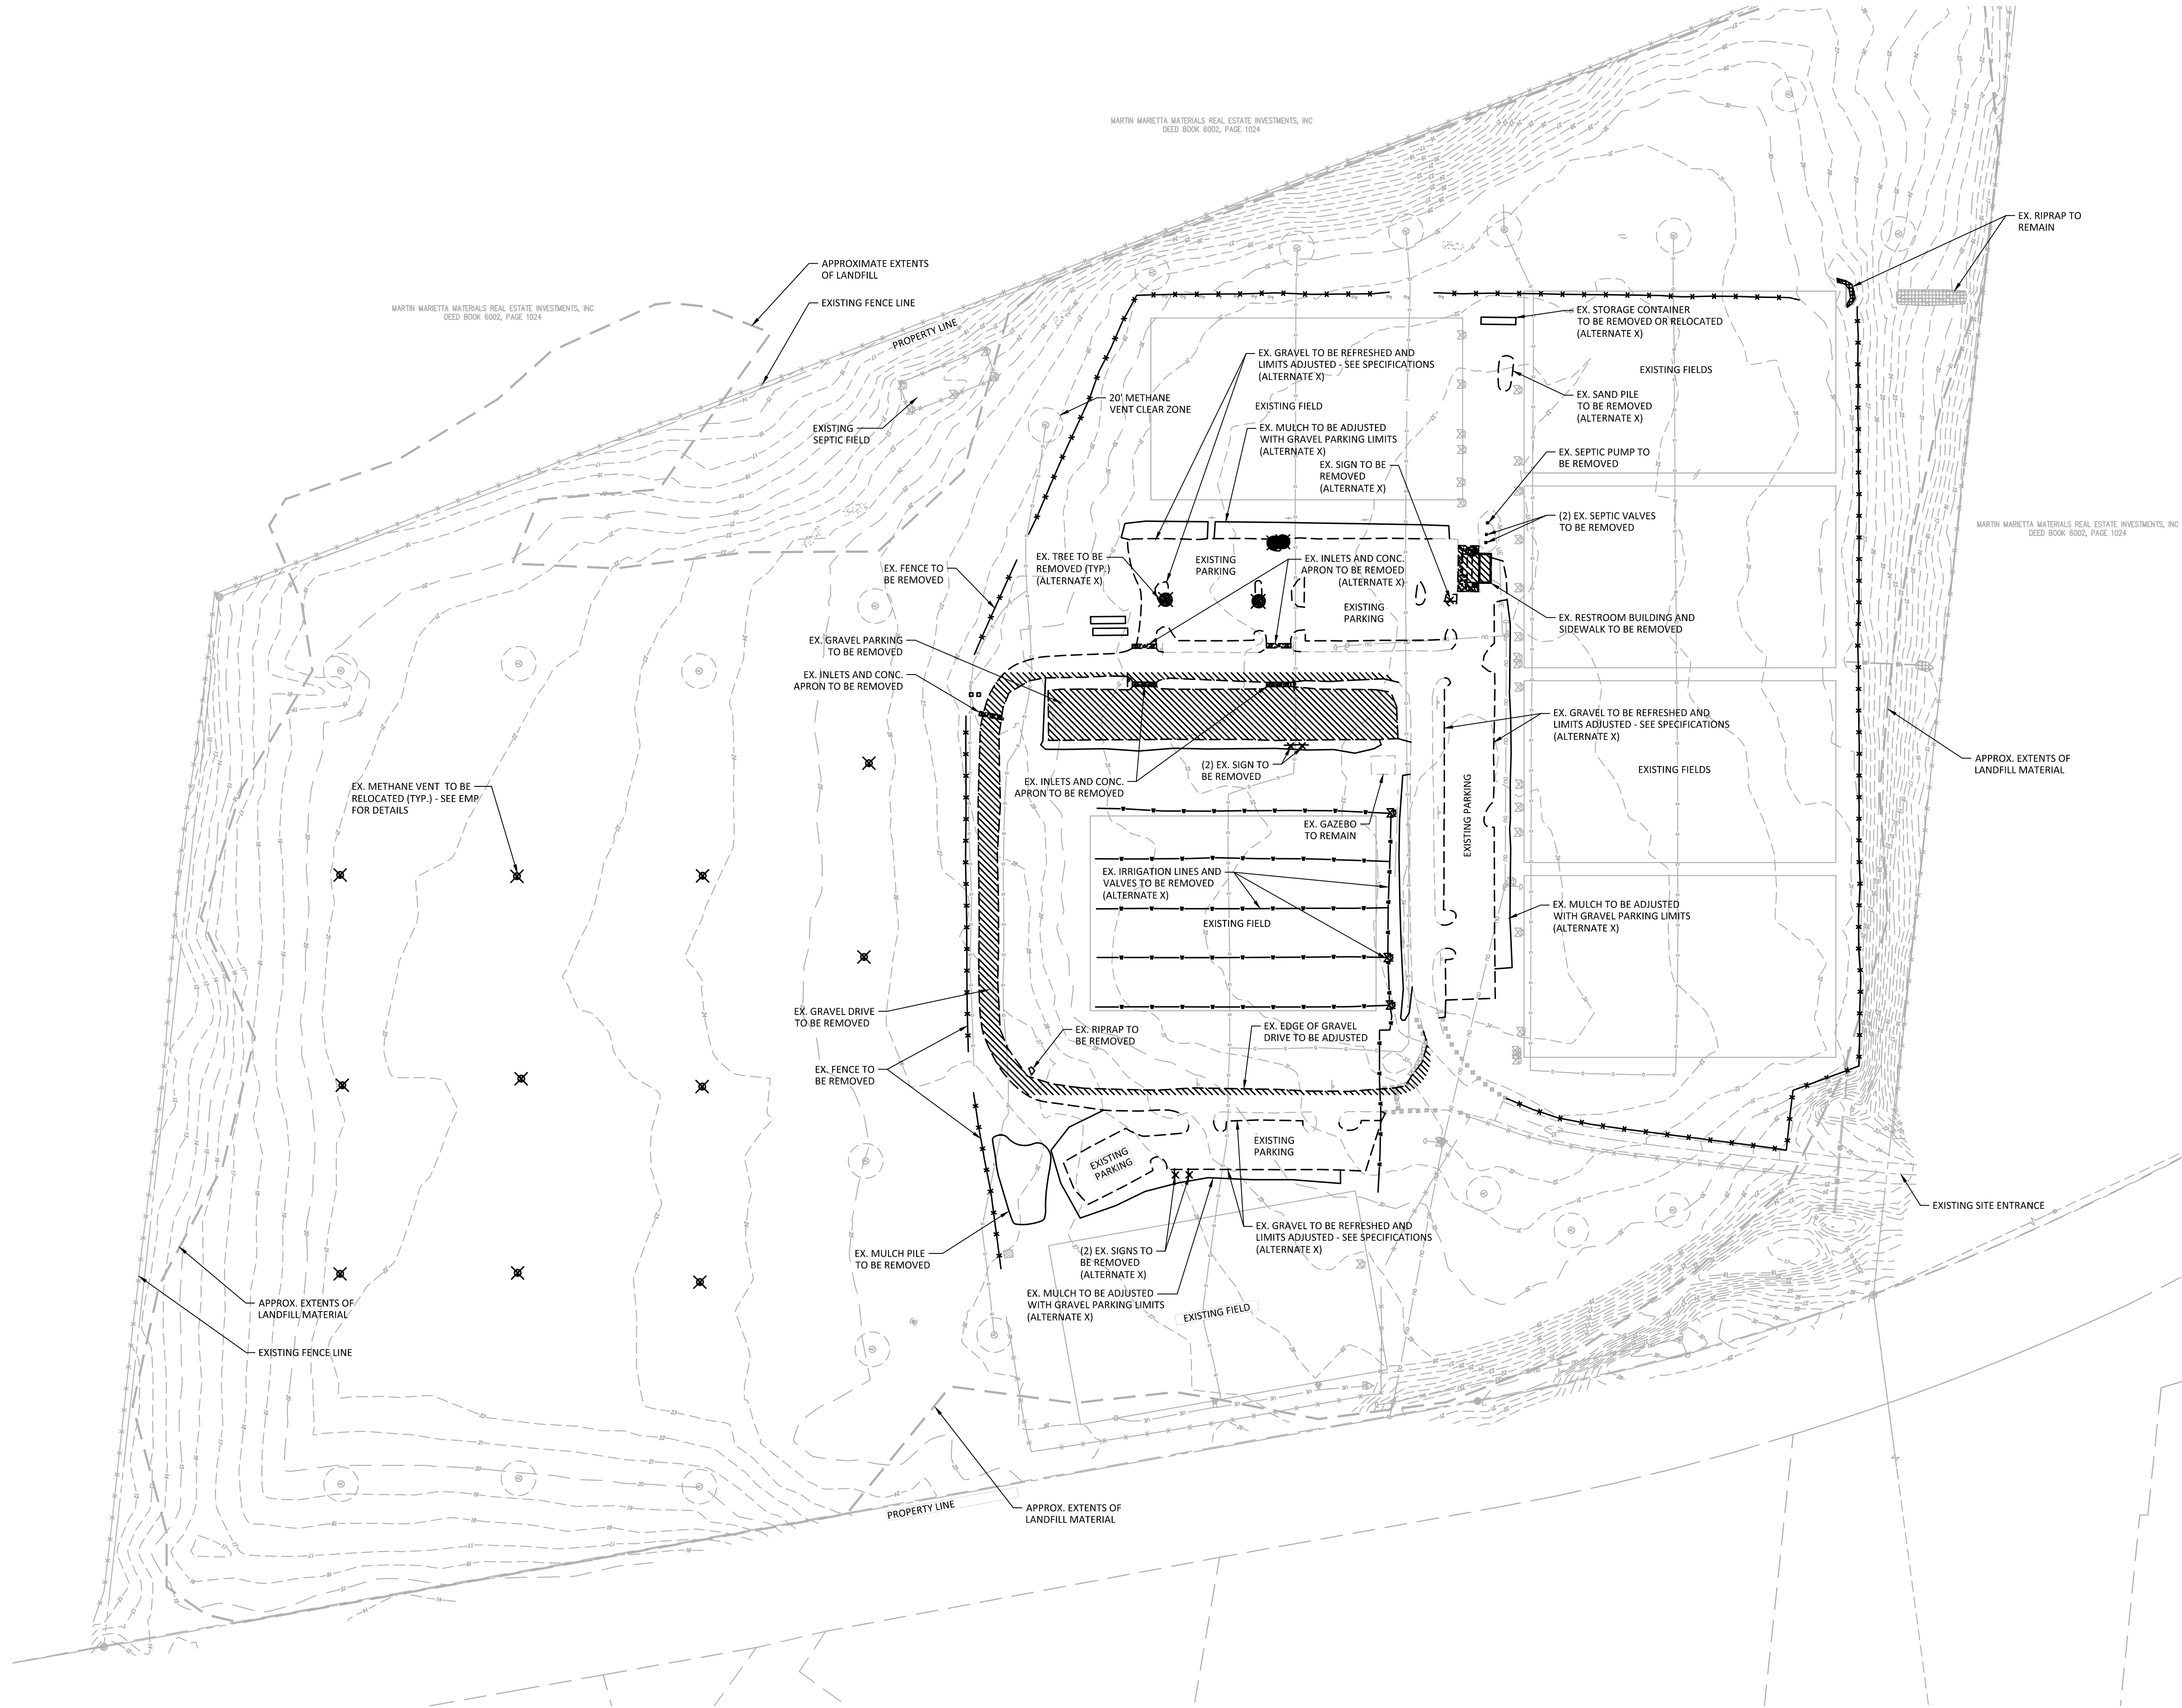 MARTIN MARIETTA MATERIALS REAL ESTATE INVESTMENTS, INC
DEED BOOK 6002, PAGE 1024
EX. RIPRAP TO
REMAIN
APPROXIMATE EXTENTS
OF LANDFILL
EXISTING FENCE LINE
MARTIN MARIETTA MATERIALS REAL ESTATE INVESTMENTS, INC
DEED BOOK 6002, PAGE 1024
PROPERTY LINE
EX. STORAGE CONTAINER
TO BE REMOVED OR RELOCATED
(ALTERNATE X)
EX. GRAVEL TO BE REFRESHED AND
LIMITS ADJUSTED - SEE SPECIFICATIONS
(ALTERNATE X)
EXISTING FIELDS
20' METHANE
VENT CLEAR ZONE
EXISTING FIELD
EX. SAND PILE
TO BE REMOVED
(ALTERNATE X)
EXISTING
SEPTIC FIELD
EX. MULCH TO BE ADJUSTED
WITH GRAVEL PARKING LIMITS
(ALTERNATE X)
EX. SIGN TO BE
REMOVED
(ALTERNATE X)
EX. SEPTIC PUMP TO
BE REMOVED
(2) EX. SEPTIC VALVES
TO BE REMOVED
MARTIN MARIETTA MATERIALS REAL ESTATE INVESTMENTS, INC
DEED BOOK 6002, PAGE 1024
EX. TREE TO BE
REMOVED (TYP.)
(ALTERNATE X)
EXISTING
PARKING
EX. INLETS AND CONC.
APRON TO BE REMOED
(ALTERNATE X)
EX. FENCE TO
BE REMOVED
EXISTING
PARKING
EX. RESTROOM BUILDING AND
SIDEWALK TO BE REMOVED
EX. GRAVEL PARKING
TO BE REMOVED
EX. INLETS AND CONC.
APRON TO BE REMOVED
EX. GRAVEL TO BE REFRESHED AND
LIMITS ADJUSTED - SEE SPECIFICATIONS
(ALTERNATE X)
(2) EX. SIGN TO
BE REMOVED
EX. INLETS AND CONC.
APRON TO BE REMOVED
EXISTING FIELDS
APPROX. EXTENTS OF
LANDFILL MATERIAL
EX. METHANE VENT TO BE
RELOCATED (TYP.) - SEE EMP
FOR DETAILS
EXISTING PARKING
EX. GAZEBO
TO REMAIN
EX. IRRIGATION LINES AND
VALVES TO BE REMOVED
(ALTERNATE X)
EXISTING FIELD
EX. MULCH TO BE ADJUSTED
WITH GRAVEL PARKING LIMITS
(ALTERNATE X)
EX. GRAVEL DRIVE
TO BE REMOVED
EX. RIPRAP TO
BE REMOVED
EX. EDGE OF GRAVEL
DRIVE TO BE ADJUSTED
EX. FENCE TO
BE REMOVED
EXISTING
PARKING
EXISTING
PARKING
EXISTING SITE ENTRANCE
EX. GRAVEL TO BE REFRESHED AND
LIMITS ADJUSTED - SEE SPECIFICATIONS
(ALTERNATE X)
EX. MULCH PILE
TO BE REMOVED
(2) EX. SIGNS TO
BE REMOVED
(ALTERNATE X)
EX. MULCH TO BE ADJUSTED
WITH GRAVEL PARKING LIMITS
(ALTERNATE X)
EXISTING FIELD
APPROX. EXTENTS OF
LANDFILL MATERIAL
EXISTING FENCE LINE
PROPERTY LINE
APPROX. EXTENTS OF
LANDFILL MATERIAL